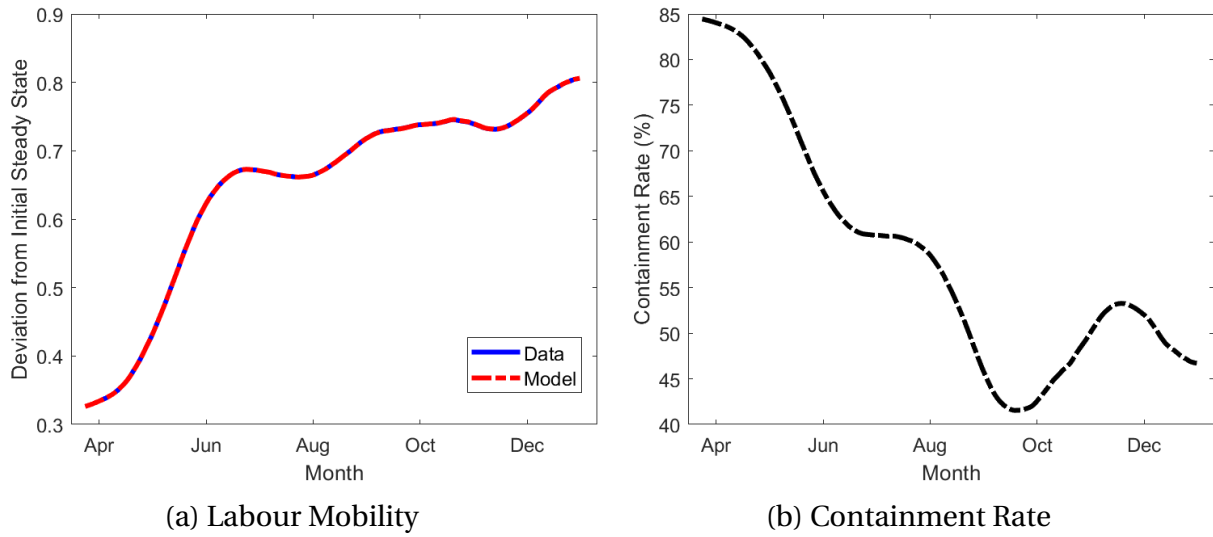 0.9
0.8
0.7
0.6
0.5
0.4
0.3
Deviation from Initial Steady State
Data
Model
Apr Jun Aug Oct Dec
Month
(a) Labour Mobility
85
80
75
70
65
60
55
50
45
40
Containment Rate (%)
Apr Jun Aug Oct Dec
Month
(b) Containment Rate